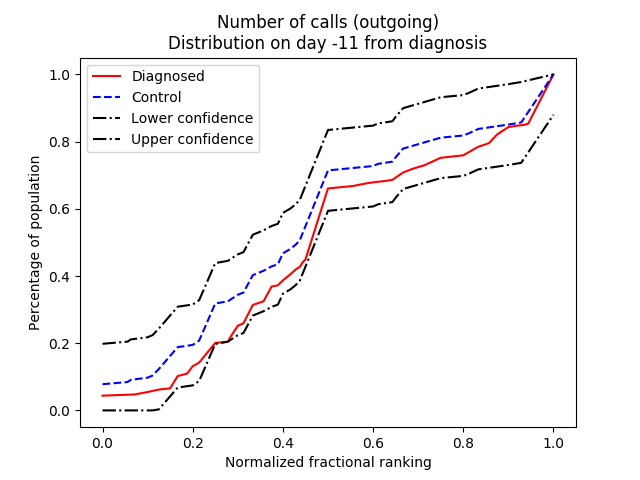 Number of calls (outgoing)
Distribution on day -11 from diagnosis
Diagnosed
Control
Lower confidence
Upper confidence
Percentage of population
1.0
0.8
0.6
0.4
0.2
0.0
0.0 0.2 0.4 0.6 0.8 1.0
Normalized fractional ranking